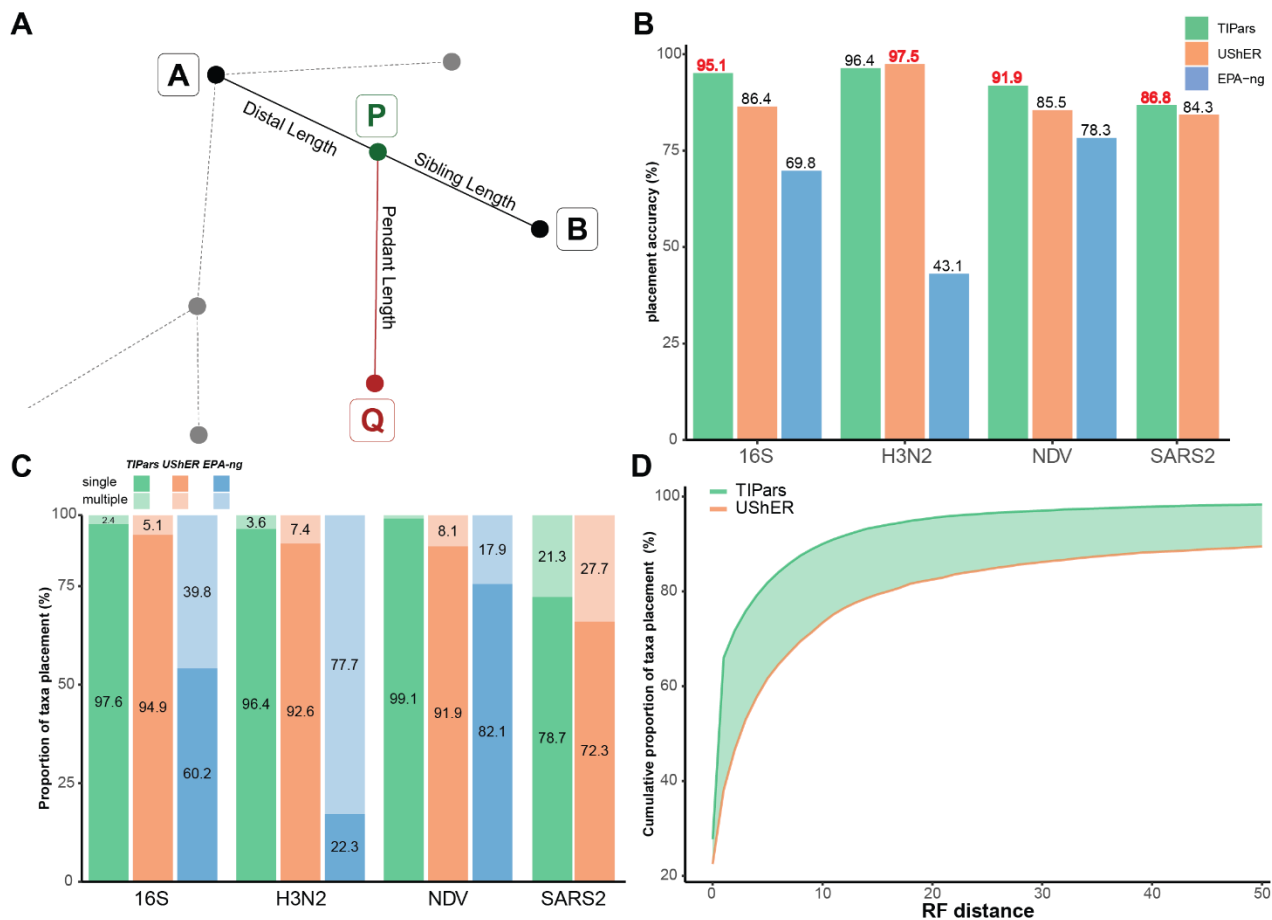 A
A
Distal Length
P
Sibling Length
B
Pendant Length
Q
B
TIPars
UShER
EPA-ng
placement accuracy (%)
100
75
50
25
0
95.1
86.4
69.8
96.4
97.5
43.1
91.9
85.5
78.3
86.8
84.3
16S
H3N2
NDV
SARS2
C
TIPars UShER EPA-ng
single
multiple
Proportion of taxa placement (%)
100
75
50
25
0
2.4
97.6
5.1
94.9
39.8
60.2
3.6
96.4
7.4
92.6
77.7
22.3
99.1
8.1
91.9
17.9
82.1
21.3
78.7
27.7
72.3
16S
H3N2
NDV
SARS2
D
TIPars
UShER
Cumulative proportion of taxa placement (%)
100
80
60
40
20
0
10
20
30
40
50
RF distance